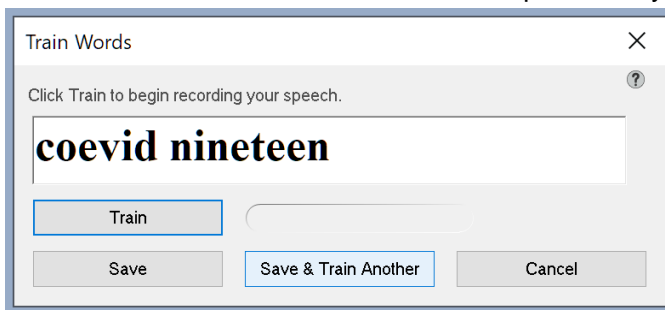 Train Words
Click Train to begin recording your speech.
?
coevid nineteen
Train
Save Save & Train Another Cancel